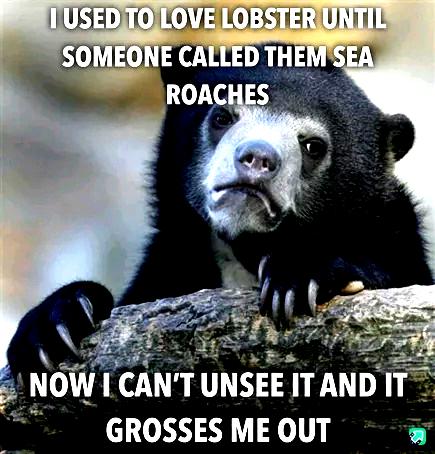 I USED TO LOVE LOBSTER UNTIL
SOMEONE CALLED THEM SEA
ROACHES
NOW I CAN'T UNSEE IT AND IT
GROSSES ME OUT